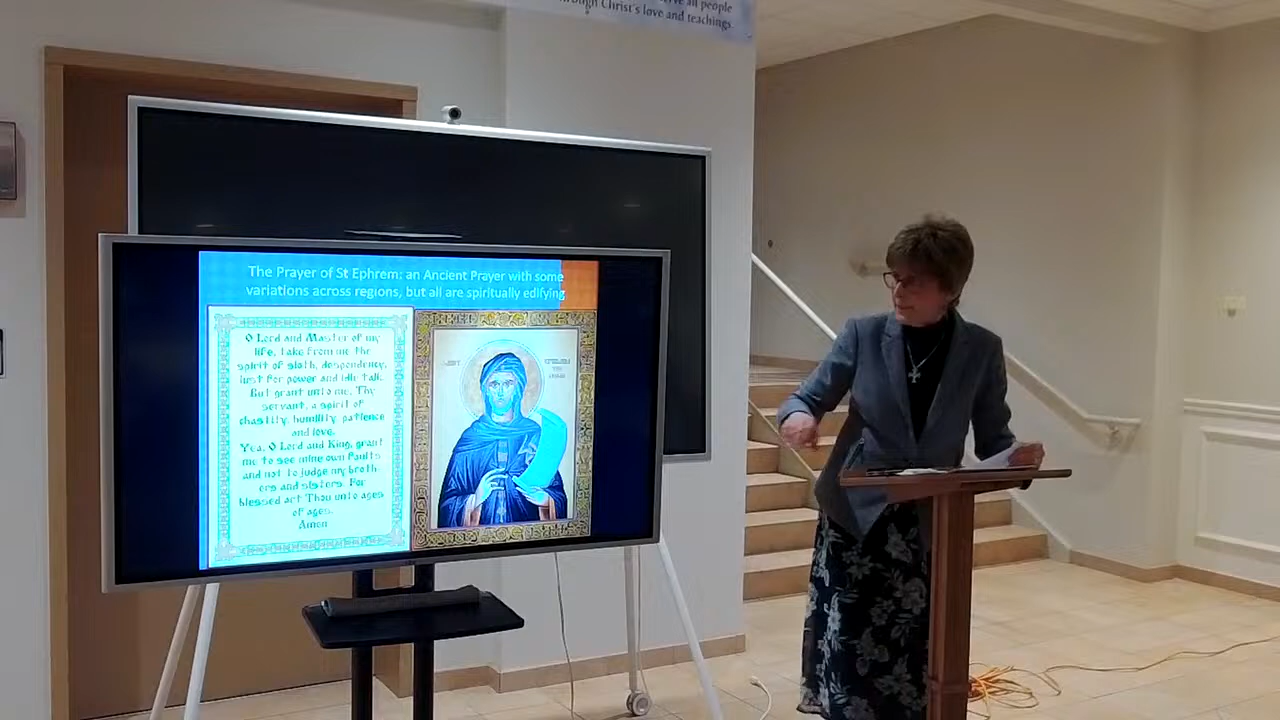 all people
through Christ's love and teachings.
The Prayer of St Ephrem: an Ancient Prayer with some
variations across regions, but all are spiritually edifying
O Lord and Master of my
life, take from me the
spirit of sloth, despondency,
lust for power and idle talk.
But grant unto me, Thy
servant, a spirit of
chastity, humility, patience
and love.
Yea, O Lord and King, grant
me to see mine own faults
and not to judge my broth-
ers and sisters. For
blessed art Thou unto ages
of ages.
Amen